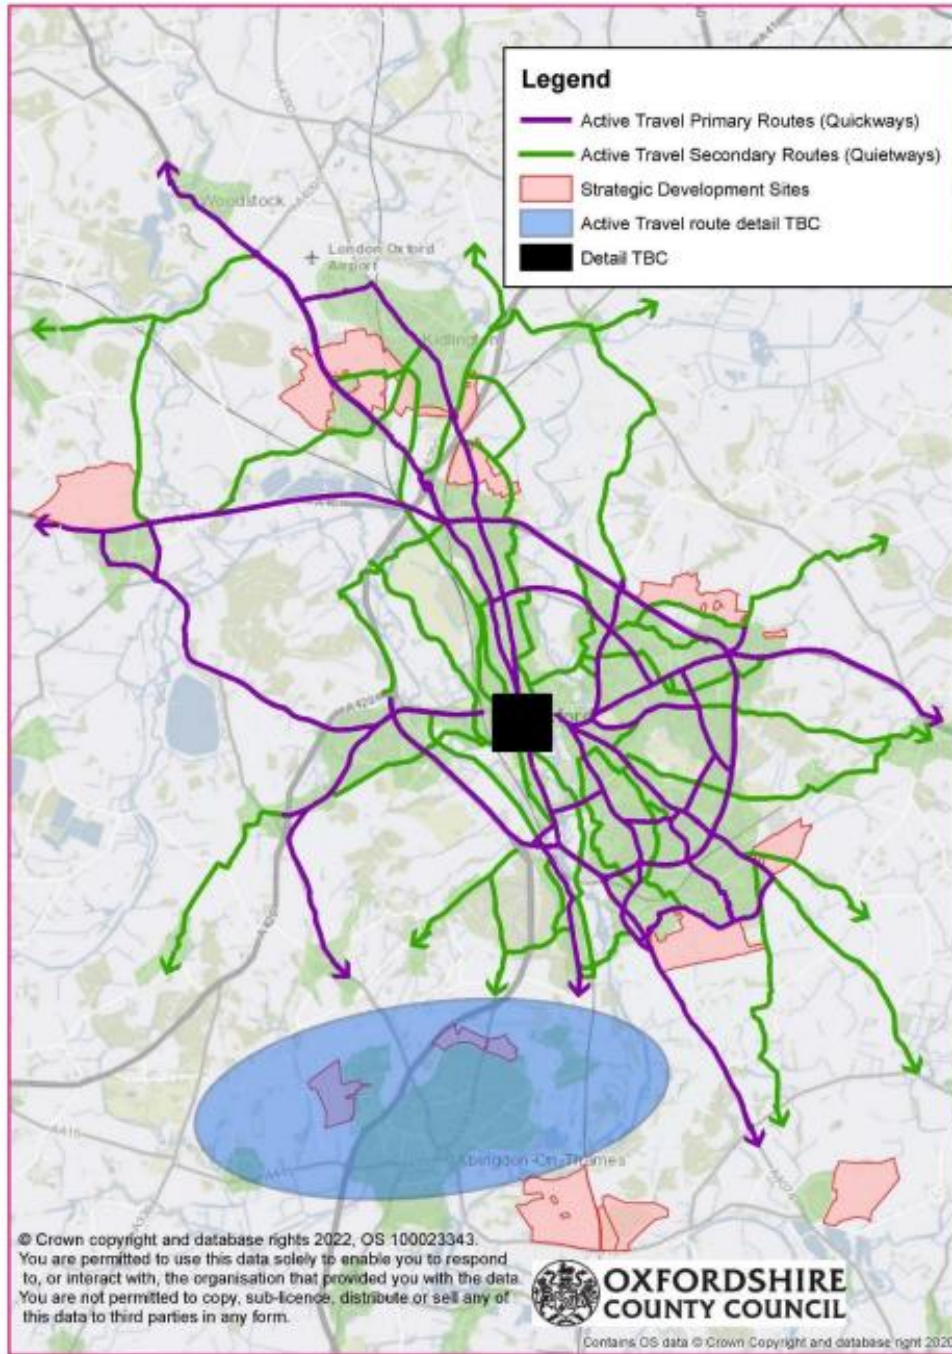 Legend
Active Travel Primary Routes (Quickways)
Active Travel Secondary Routes (Quietways)
Strategic Development Sites
Active Travel route detail TBC
Detail TBC
Woodstock
London Oxford
Airport
Kidlington
A420
A420
A415
Abingdon-On-Thames
© Crown copyright and database rights 2022, OS 100023343.
You are permitted to use this data solely to enable you to respond
to, or interact with, the organisation that provided you with the data.
You are not permitted to copy, sub-licence, distribute or sell any of
this data to third parties in any form.
OXFORDSHIRE
COUNTY COUNCIL
Contains OS data © Crown Copyright and database right 2020